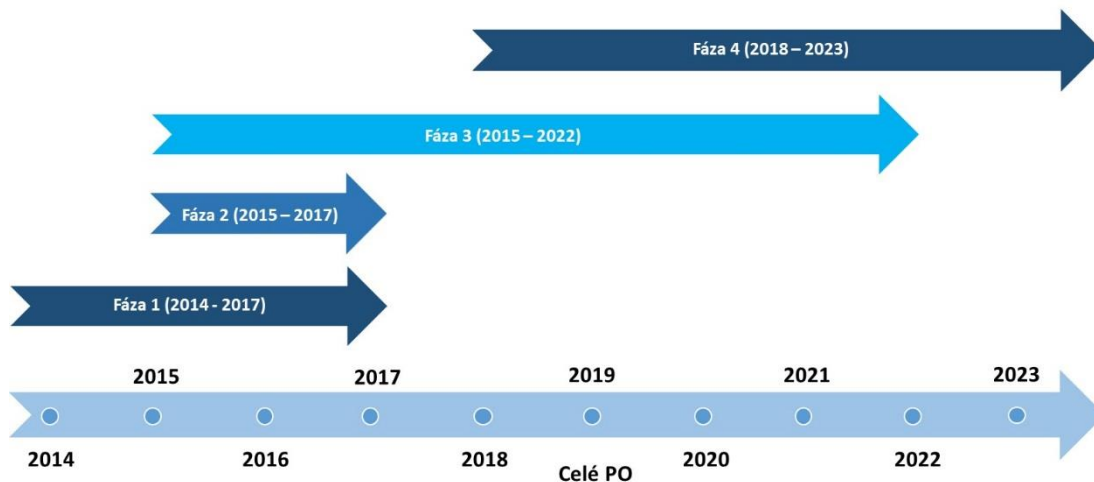 Fáza 4 (2018 – 2023)
Fáza 3 (2015 – 2022)
Fáza 2 (2015 – 2017)
Fáza 1 (2014 - 2017)
2015 2017 2019 2021 2023
2014 2016 2018 2020 2022
Celé PO